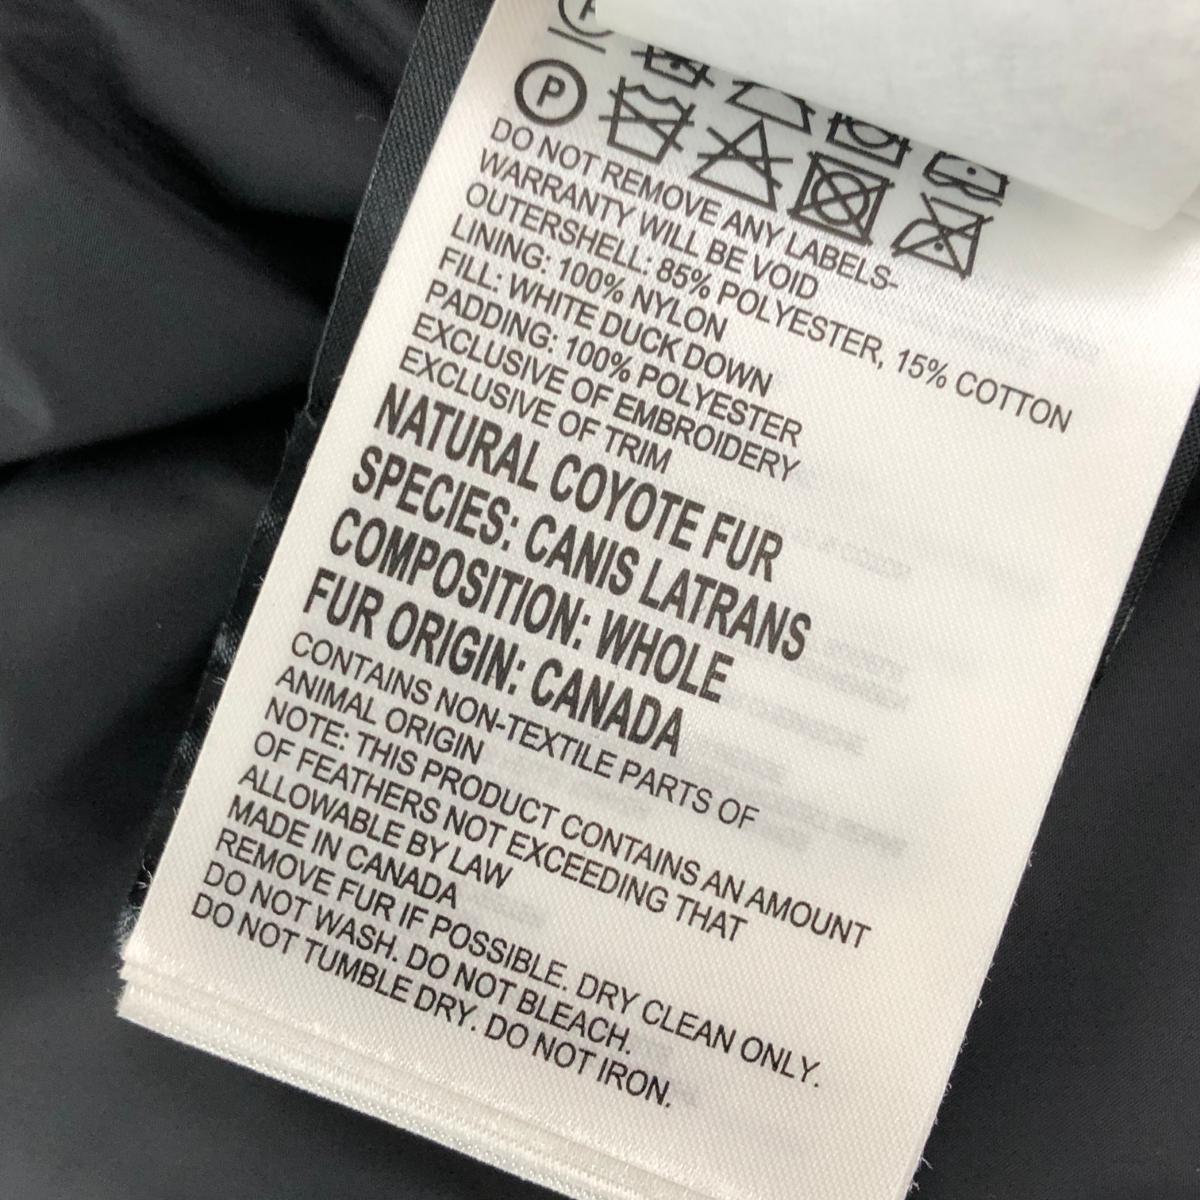 P
DO NOT REMOVE ANY LABELS-
WARRANTY WILL BE VOID
OUTERSHELL: 85% POLYESTER, 15% COTTON
LINING: 100% NYLON
FILL: WHITE DUCK DOWN
PADDING: 100% POLYESTER
EXCLUSIVE OF EMBROIDERY
EXCLUSIVE OF TRIM
NATURAL COYOTE FUR
SPECIES: CANIS LATRANS
COMPOSITION: WHOLE
FUR ORIGIN: CANADA
CONTAINS NON-TEXTILE PARTS OF
ANIMAL ORIGIN
NOTE: THIS PRODUCT CONTAINS AN AMOUNT
OF FEATHERS NOT EXCEEDING THAT
ALLOWABLE BY LAW
MADE IN CANADA
REMOVE FUR IF POSSIBLE. DRY CLEAN ONLY.
DO NOT WASH. DO NOT BLEACH.
DO NOT TUMBLE DRY. DO NOT IRON.